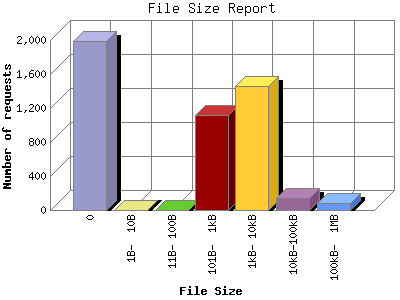 File Size Report
Number of requests
2,000
1,600
1,200
800
400
0
0
1B- 10B
11B- 100B
101B- 1kB
1kB- 10kB
10kB-100kB
100kB- 1MB
File Size